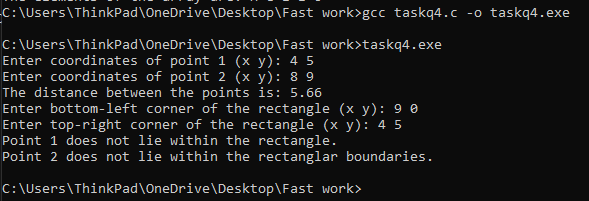 C:\Users\ThinkPad\OneDrive\Desktop\Fast work>gcc taskq4.c -o taskq4.exe
C:\Users\ThinkPad\OneDrive\Desktop\Fast work>taskq4.exe
Enter coordinates of point 1 (x y): 4 5
Enter coordinates of point 2 (x y): 8 9
The distance between the points is: 5.66
Enter bottom-left corner of the rectangle (x y): 9 0
Enter top-right corner of the rectangle (x y): 4 5
Point 1 does not lie within the rectangle.
Point 2 does not lie within the rectanglar boundaries.
C:\Users\ThinkPad\OneDrive\Desktop\Fast work>